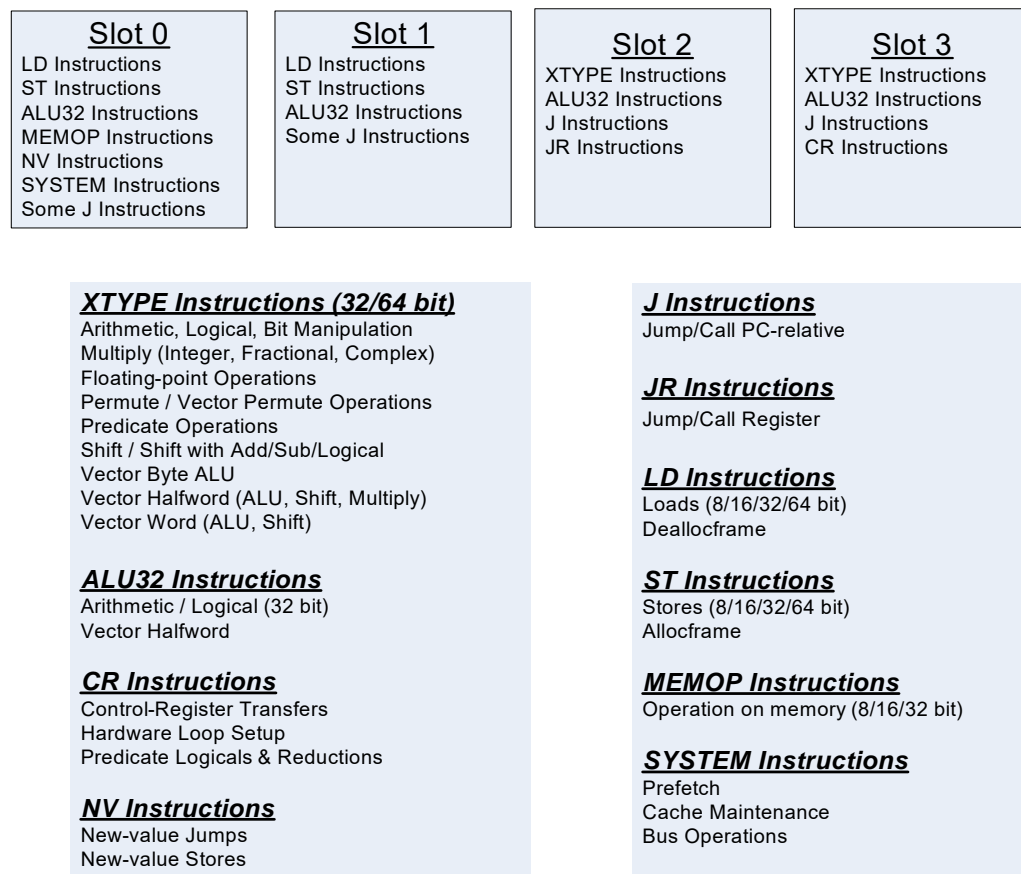 Slot 0
LD Instructions
ST Instructions
ALU32 Instructions
MEMOP Instructions
NV Instructions
SYSTEM Instructions
Some J Instructions
Slot 1
LD Instructions
ST Instructions
ALU32 Instructions
Some J Instructions
Slot 2
XTYPE Instructions
ALU32 Instructions
J Instructions
JR Instructions
Slot 3
XTYPE Instructions
ALU32 Instructions
J Instructions
CR Instructions
XTYPE Instructions (32/64 bit)
Arithmetic, Logical, Bit Manipulation
Multiply (Integer, Fractional, Complex)
Floating-point Operations
Permute / Vector Permute Operations
Predicate Operations
Shift / Shift with Add/Sub/Logical
Vector Byte ALU
Vector Halfword (ALU, Shift, Multiply)
Vector Word (ALU, Shift)
ALU32 Instructions
Arithmetic / Logical (32 bit)
Vector Halfword
CR Instructions
Control-Register Transfers
Hardware Loop Setup
Predicate Logicals & Reductions
NV Instructions
New-value Jumps
New-value Stores
J Instructions
Jump/Call PC-relative
JR Instructions
Jump/Call Register
LD Instructions
Loads (8/16/32/64 bit)
Deallocframe
ST Instructions
Stores (8/16/32/64 bit)
Allocframe
MEMOP Instructions
Operation on memory (8/16/32 bit)
SYSTEM Instructions
Prefetch
Cache Maintenance
Bus Operations